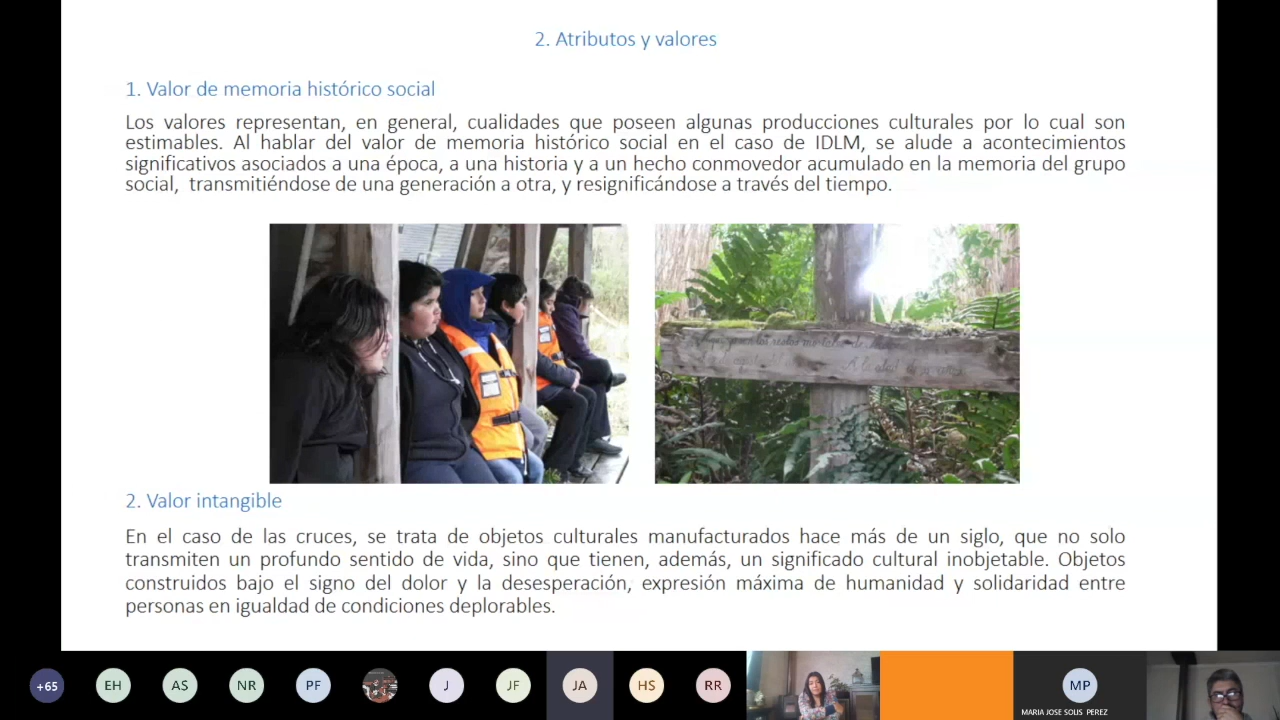 2. Atributos y valores
1. Valor de memoria histórico social
Los valores representan, en general, cualidades que poseen algunas producciones culturales por lo cual son
estimables. Al hablar del valor de memoria histórico social en el caso de IDLM, se alude a acontecimientos
significativos asociados a una época, a una historia y a un hecho conmovedor acumulado en la memoria del grupo
social, transmitiéndose de una generación a otra, y resignificándose a través del tiempo.
los restos mortales de
A la edad de
2. Valor intangible
En el caso de las cruces, se trata de objetos culturales manufacturados hace más de un siglo, que no solo
transmiten un profundo sentido de vida, sino que tienen, además, un significado cultural inobjetable. Objetos
construidos bajo el signo del dolor y la desesperación, expresión máxima de humanidad y solidaridad entre
personas en igualdad de condiciones deplorables.
+65 EH AS NR PF J JF JA HS RR MP
MARIA JOSE SOLIS PEREZ